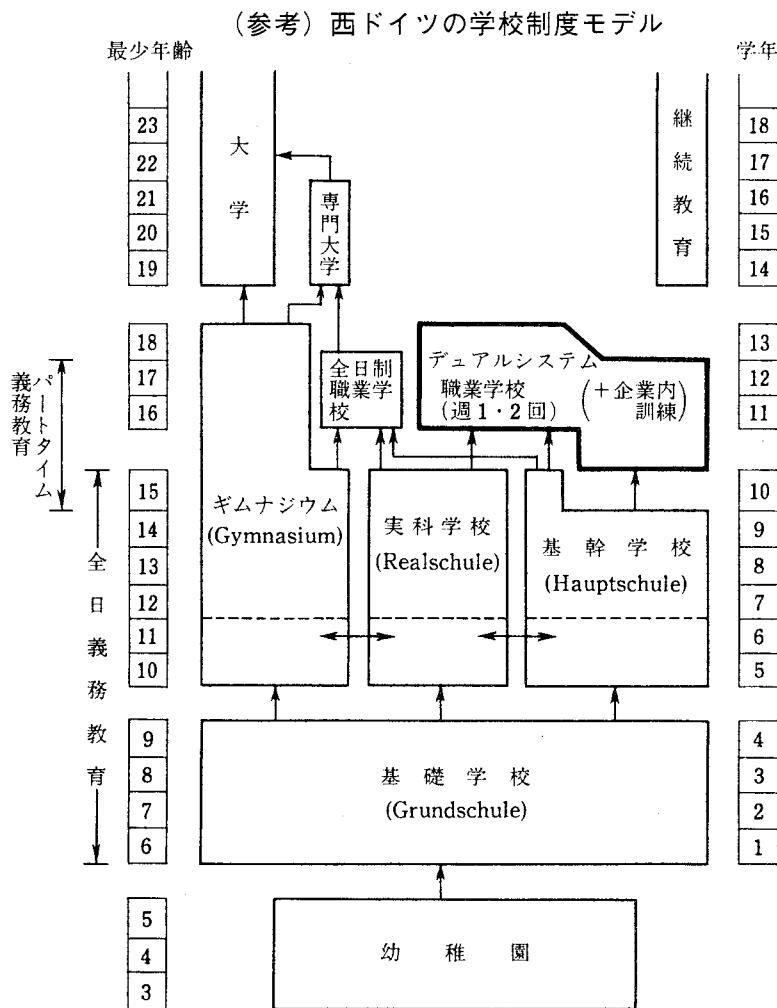 (参考) 西ドイツの学校制度モデル
最少年齢
学年
23
22
21
20
19
大学
専門大学
継続教育
18
17
16
15
14
18
17
16
パートタイム
義務教育
全日制
職業学
校
デュアルシステム
職業学校
(週1・2回)
(+企業内
訓練)
13
12
11
15
14
13
12
11
10
全日義務教育
ギムナジウム
(Gymnasium)
実科学校
(Realschule)
基幹学校
(Hauptschule)
10
9
8
7
6
5
9
8
7
6
基礎学校
(Grundschule)
4
3
2
1
5
4
3
幼稚園